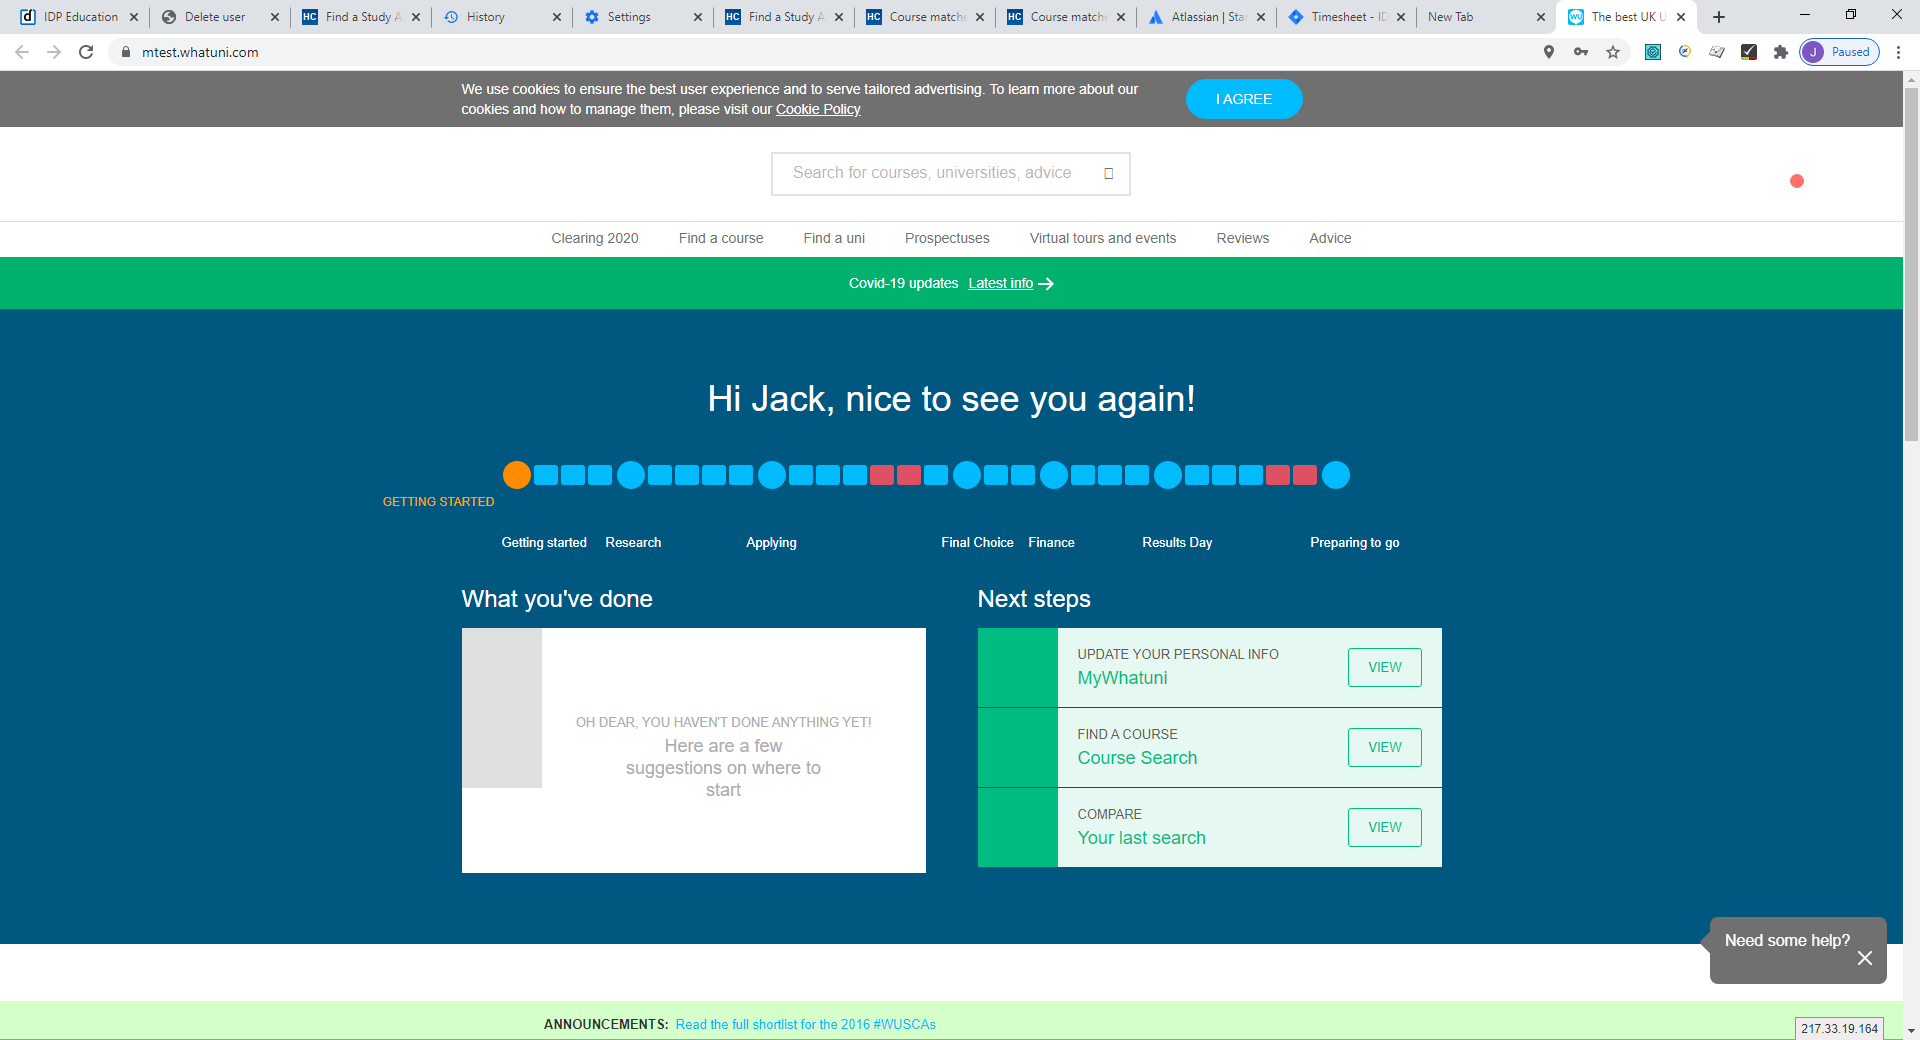 IDP Education
Delete user
HC Find a Study A
History
Settings
HC Find a Study A
HC Course matche
HC Course matche
Atlassian | Sta
Timesheet - ID
New Tab
WU The best UK U
mtest.whatuni.com
J Paused
We use cookies to ensure the best user experience and to serve tailored advertising. To learn more about our
cookies and how to manage them, please visit our Cookie Policy
I AGREE
Search for courses, universities, advice
Clearing 2020 Find a course Find a uni Prospectuses Virtual tours and events Reviews Advice
Covid-19 updates Latest info
Hi Jack, nice to see you again!
GETTING STARTED
Getting started Research Applying Final Choice Finance Results Day Preparing to go
What you've done
OH DEAR, YOU HAVEN'T DONE ANYTHING YET!
Here are a few
suggestions on where to
start
Next steps
UPDATE YOUR PERSONAL INFO
MyWhatuni
VIEW
FIND A COURSE
Course Search
VIEW
COMPARE
Your last search
VIEW
Need some help?
ANNOUNCEMENTS: Read the full shortlist for the 2016 #WUSCAs
217.33.19.164